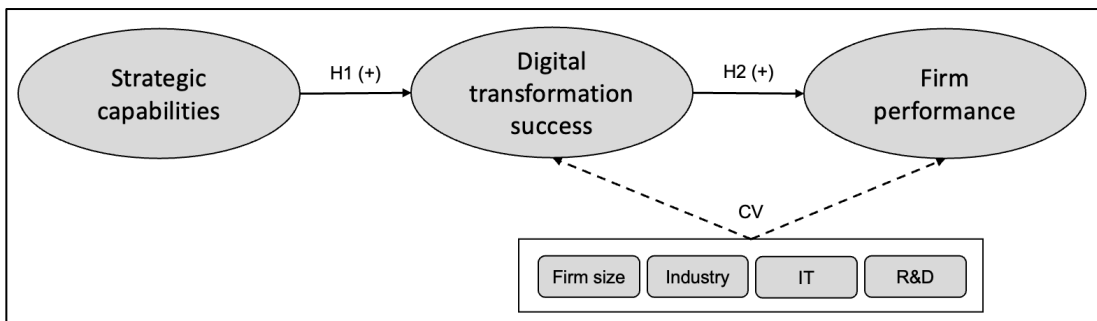 Strategic
capabilities
H1 (+)
Digital
transformation
success
H2 (+)
Firm
performance
CV
Firm size
Industry
IT
R&D